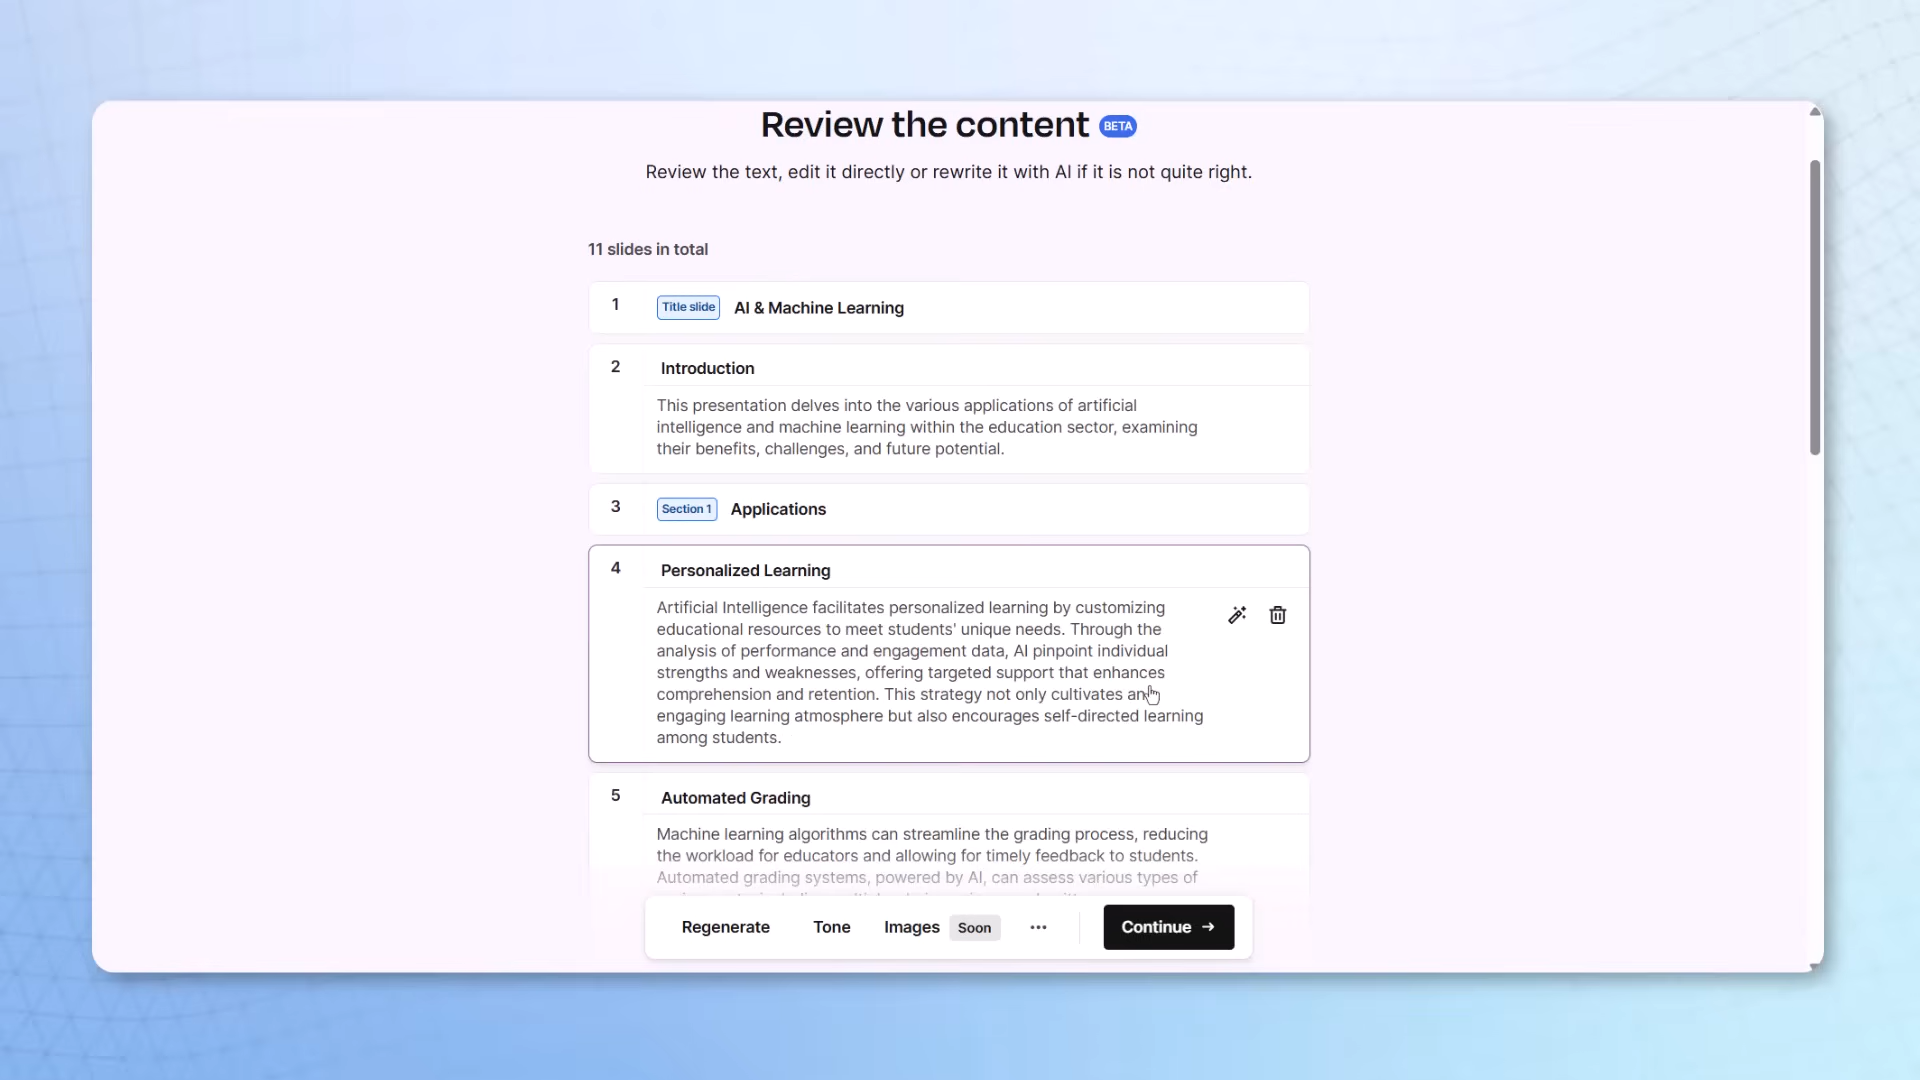 Review the content BETA
Review the text, edit it directly or rewrite it with AI if it is not quite right.
11 slides in total
1 Title slide AI & Machine Learning
2 Introduction
This presentation delves into the various applications of artificial
intelligence and machine learning within the education sector, examining
their benefits, challenges, and future potential.
3 Section 1 Applications
4 Personalized Learning
Artificial Intelligence facilitates personalized learning by customizing
educational resources to meet students' unique needs. Through the
analysis of performance and engagement data, AI pinpoint individual
strengths and weaknesses, offering targeted support that enhances
comprehension and retention. This strategy not only cultivates an
engaging learning atmosphere but also encourages self-directed learning
among students.
5 Automated Grading
Machine learning algorithms can streamline the grading process, reducing
the workload for educators and allowing for timely feedback to students.
Automated grading systems, powered by AI, can assess various types of
Regenerate Tone Images Soon ··· Continue →